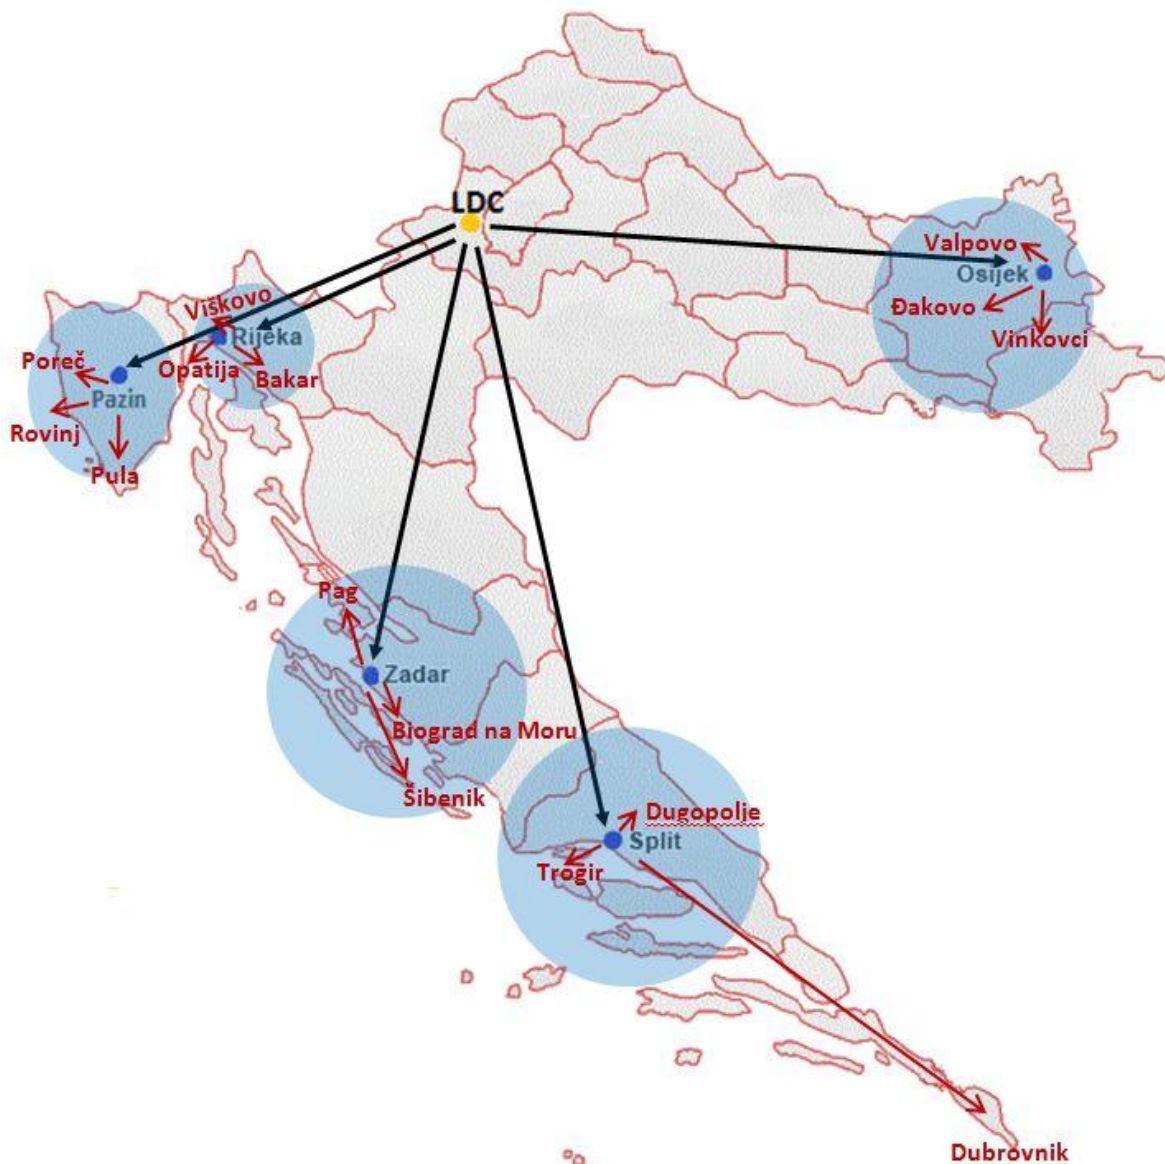 LDC
Valpovo
Osijek
Đakovo
Vinkovci
Viškovo
Rijeka
Opatija
Bakar
Poreč
Pazin
Rovinj
Pula
Pag
Zadar
Biograd na Moru
Šibenik
Dugopolje
Split
Trogir
Dubrovnik